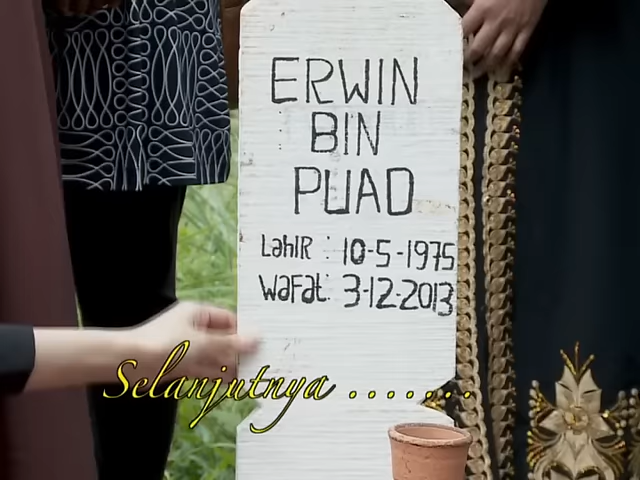 ERWIN
BIN
PUAD
LahIR : 10-5-1975
WaFat: 3-12-2013
Selanjutnya .......